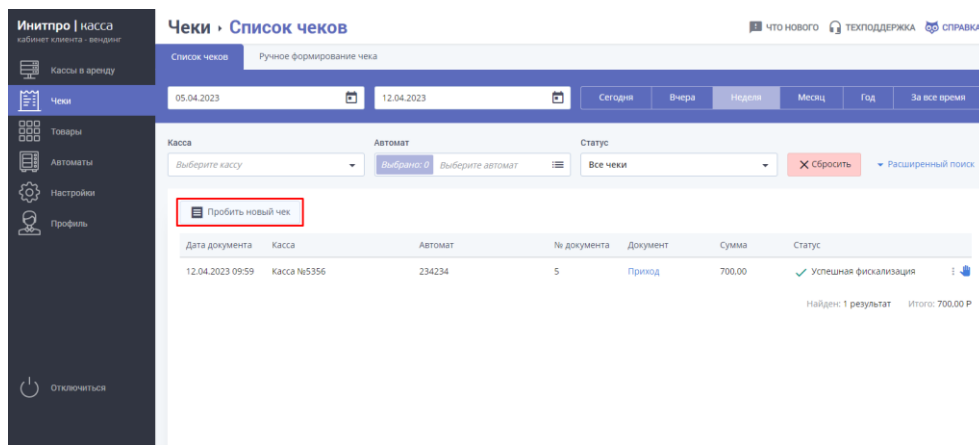 Инитпро | касса
кабинет клиента - вендинг
Кассы в аренду
Чеки
Товары
Автоматы
Настройки
Профиль
Отключиться
Чеки › Список чеков
ЧТО НОВОГО ТЕХПОДДЕРЖКА СПРАВКА
Список чеков Ручное формирование чека
05.04.2023 12.04.2023 Сегодня Вчера Неделя Месяц Год За все время
Касса Автомат Статус
Выберите кассу Выбрано: 0 Выберите автомат Все чеки Сбросить Расширенный поиск
Пробить новый чек
Дата документа Касса Автомат № документа Документ Сумма Статус
12.04.2023 09:59 Касса №5356 234234 5 Приход 700,00 Успешная фискализация
Найден: 1 результат Итого: 700,00 Р